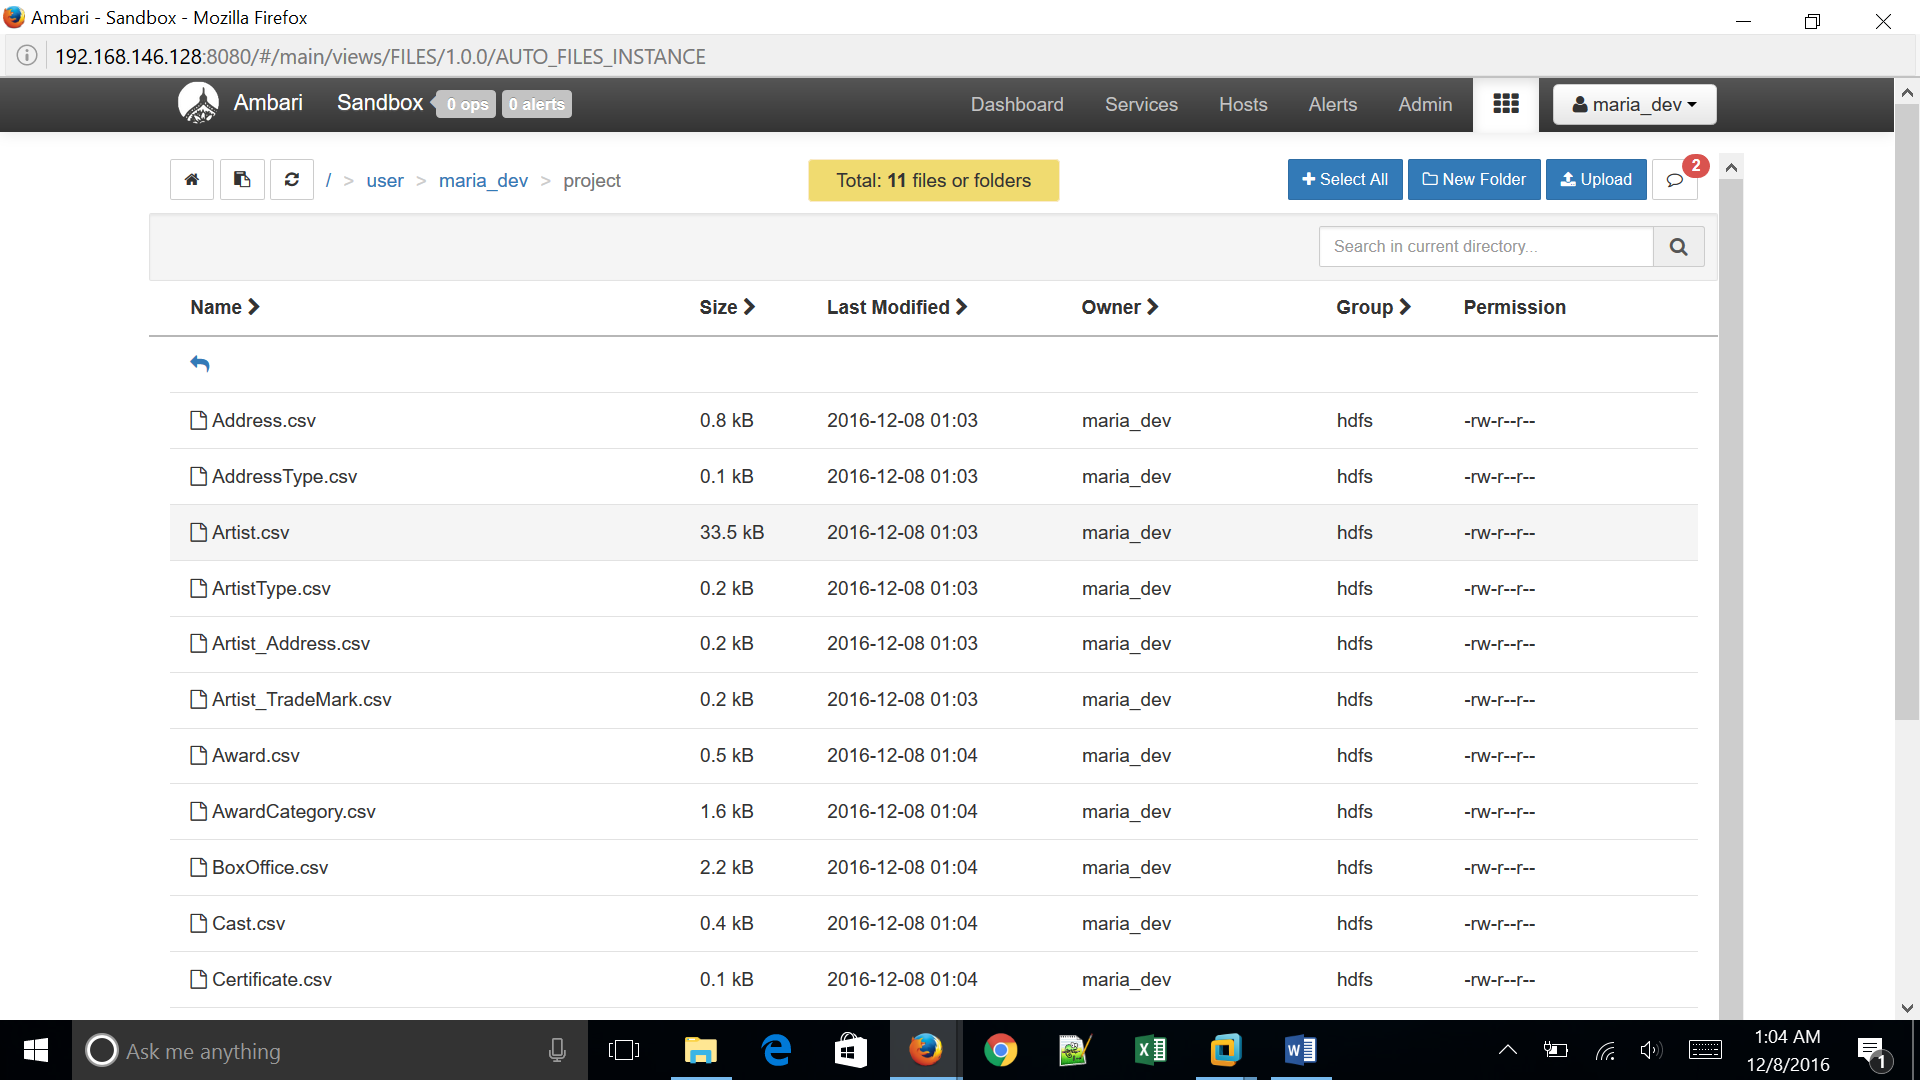 Ambari - Sandbox - Mozilla Firefox
192.168.146.128:8080/#/main/views/FILES/1.0.0/AUTO_FILES_INSTANCE
Ambari Sandbox 0 ops 0 alerts Dashboard Services Hosts Alerts Admin maria_dev
/ > user > maria_dev > project Total: 11 files or folders Select All New Folder Upload 2
Search in current directory...
Name Size Last Modified Owner Group Permission
Address.csv 0.8 kB 2016-12-08 01:03 maria_dev hdfs -rw-r--r--
AddressType.csv 0.1 kB 2016-12-08 01:03 maria_dev hdfs -rw-r--r--
Artist.csv 33.5 kB 2016-12-08 01:03 maria_dev hdfs -rw-r--r--
ArtistType.csv 0.2 kB 2016-12-08 01:03 maria_dev hdfs -rw-r--r--
Artist_Address.csv 0.2 kB 2016-12-08 01:03 maria_dev hdfs -rw-r--r--
Artist_TradeMark.csv 0.2 kB 2016-12-08 01:03 maria_dev hdfs -rw-r--r--
Award.csv 0.5 kB 2016-12-08 01:04 maria_dev hdfs -rw-r--r--
AwardCategory.csv 1.6 kB 2016-12-08 01:04 maria_dev hdfs -rw-r--r--
BoxOffice.csv 2.2 kB 2016-12-08 01:04 maria_dev hdfs -rw-r--r--
Cast.csv 0.4 kB 2016-12-08 01:04 maria_dev hdfs -rw-r--r--
Certificate.csv 0.1 kB 2016-12-08 01:04 maria_dev hdfs -rw-r--r--
Ask me anything
1:04 AM
12/8/2016
1